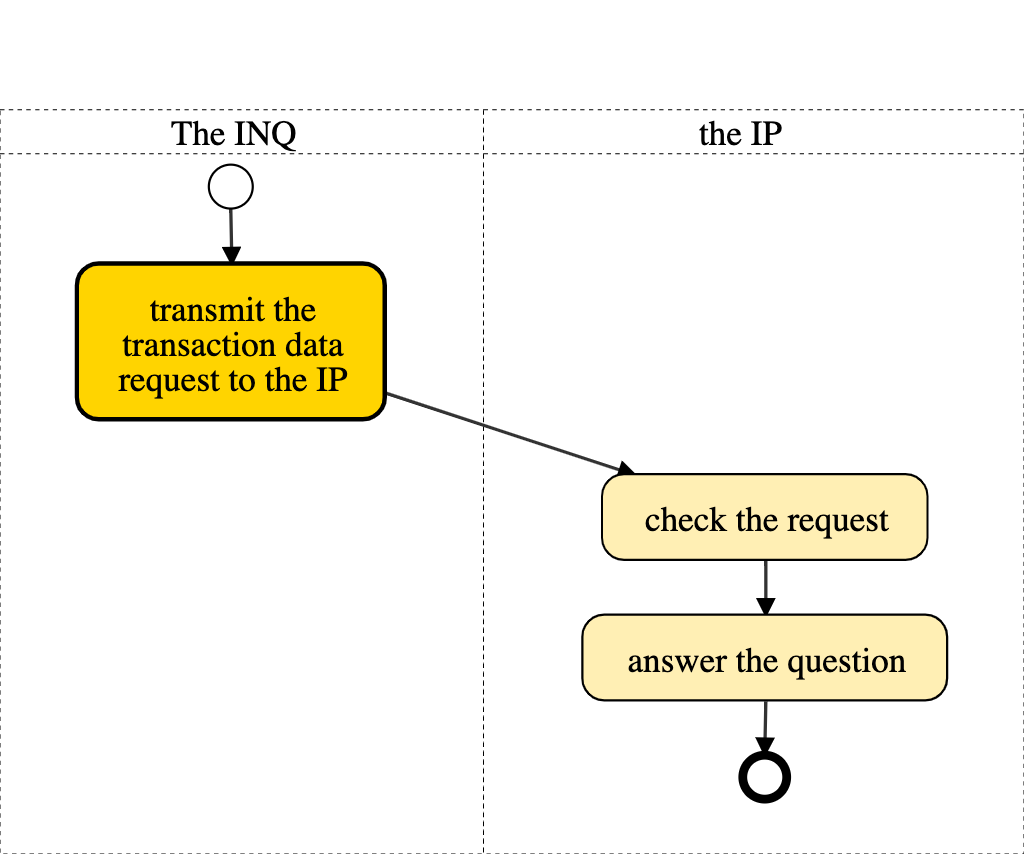 The INQ
the IP
transmit the
transaction data
request to the IP
check the request
answer the question